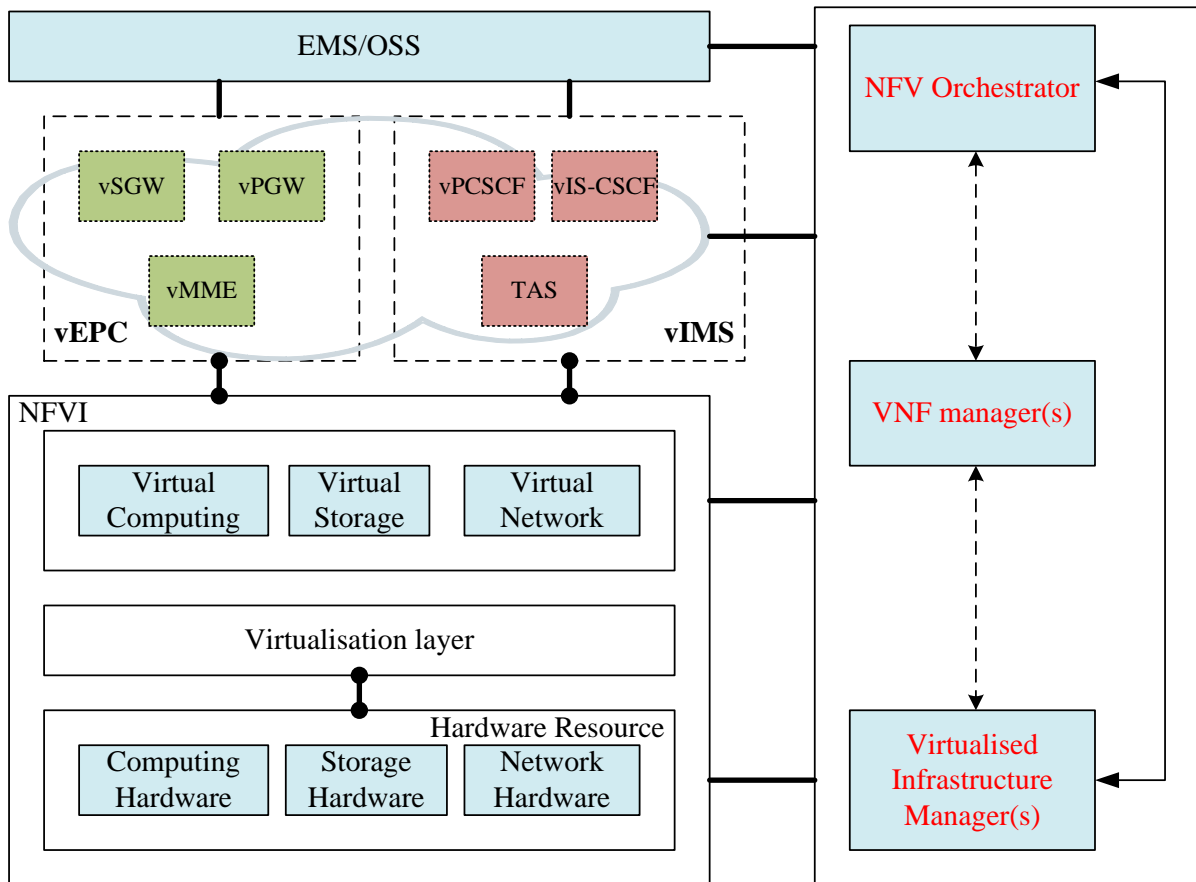 EMS/OSS
vSGW
vPGW
vMME
vEPC
vPCSCF
vIS-CSCF
TAS
vIMS
NFVI
Virtual
Computing
Virtual
Storage
Virtual
Network
Virtualisation layer
Hardware Resource
Computing
Hardware
Storage
Hardware
Network
Hardware
NFV Orchestrator
VNF manager(s)
Virtualised
Infrastructure
Manager(s)